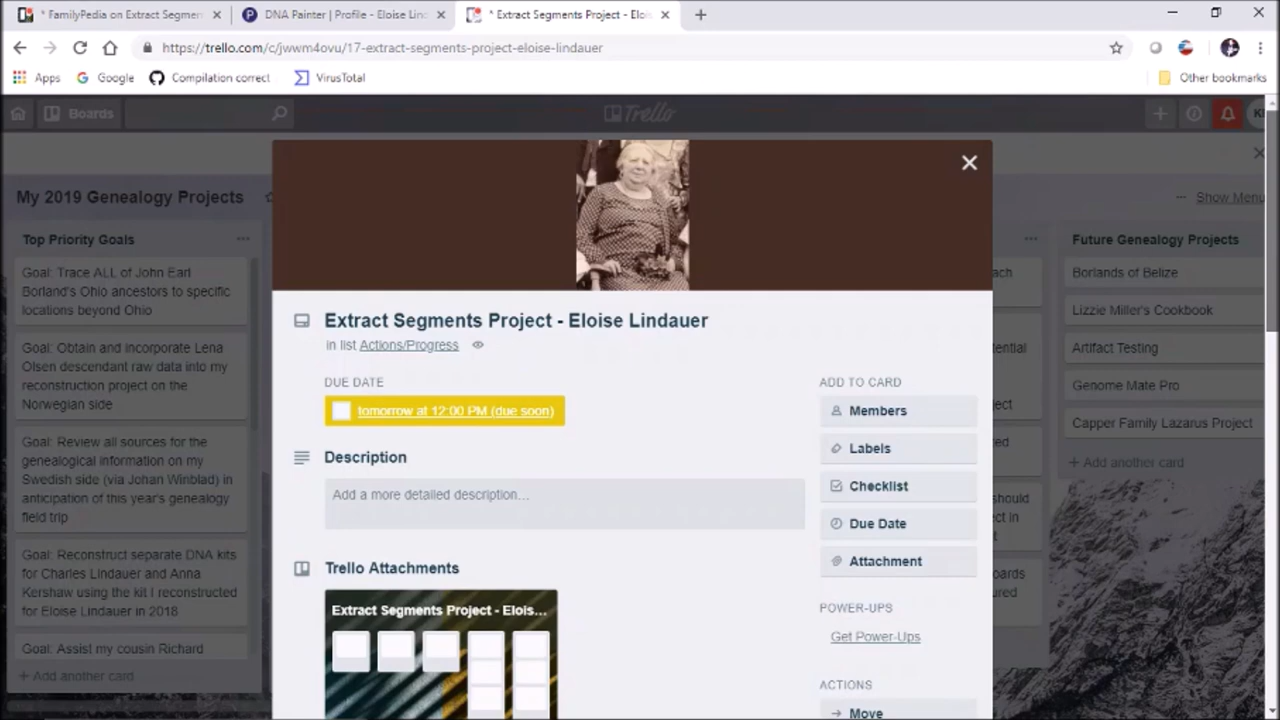 * FamilyPedia on Extract Segmen
DNA Painter | Profile - Eloise Lin
* Extract Segments Project - Eloi
https://trello.com/c/jwwm4ovu/17-extract-segments-project-eloise-lindauer
Apps
Google
Compilation correct
VirusTotal
Other bookmarks
Boards
Trello
My 2019 Genealogy Projects
Show Menu
Top Priority Goals
Goal: Trace ALL of John Earl
Borland's Ohio ancestors to specific
locations beyond Ohio
Goal: Obtain and incorporate Lena
Olsen descendant raw data into my
reconstruction project on the
Norwegian side
Goal: Review all sources for the
genealogical information on my
Swedish side (via Johan Winblad) in
anticipation of this year's genealogy
field trip
Goal: Reconstruct separate DNA kits
for Charles Lindauer and Anna
Kershaw using the kit I reconstructed
for Eloise Lindauer in 2018
Goal: Assist my cousin Richard
+ Add another card
Extract Segments Project - Eloise Lindauer
in list Actions/Progress
DUE DATE
tomorrow at 12:00 PM (due soon)
Description
Add a more detailed description...
Trello Attachments
Extract Segments Project - Elois...
ADD TO CARD
Members
Labels
Checklist
Due Date
Attachment
POWER-UPS
Get Power-Ups
ACTIONS
Move
Future Genealogy Projects
Borlands of Belize
Lizzie Miller's Cookbook
Artifact Testing
Genome Mate Pro
Capper Family Lazarus Project
+ Add another card